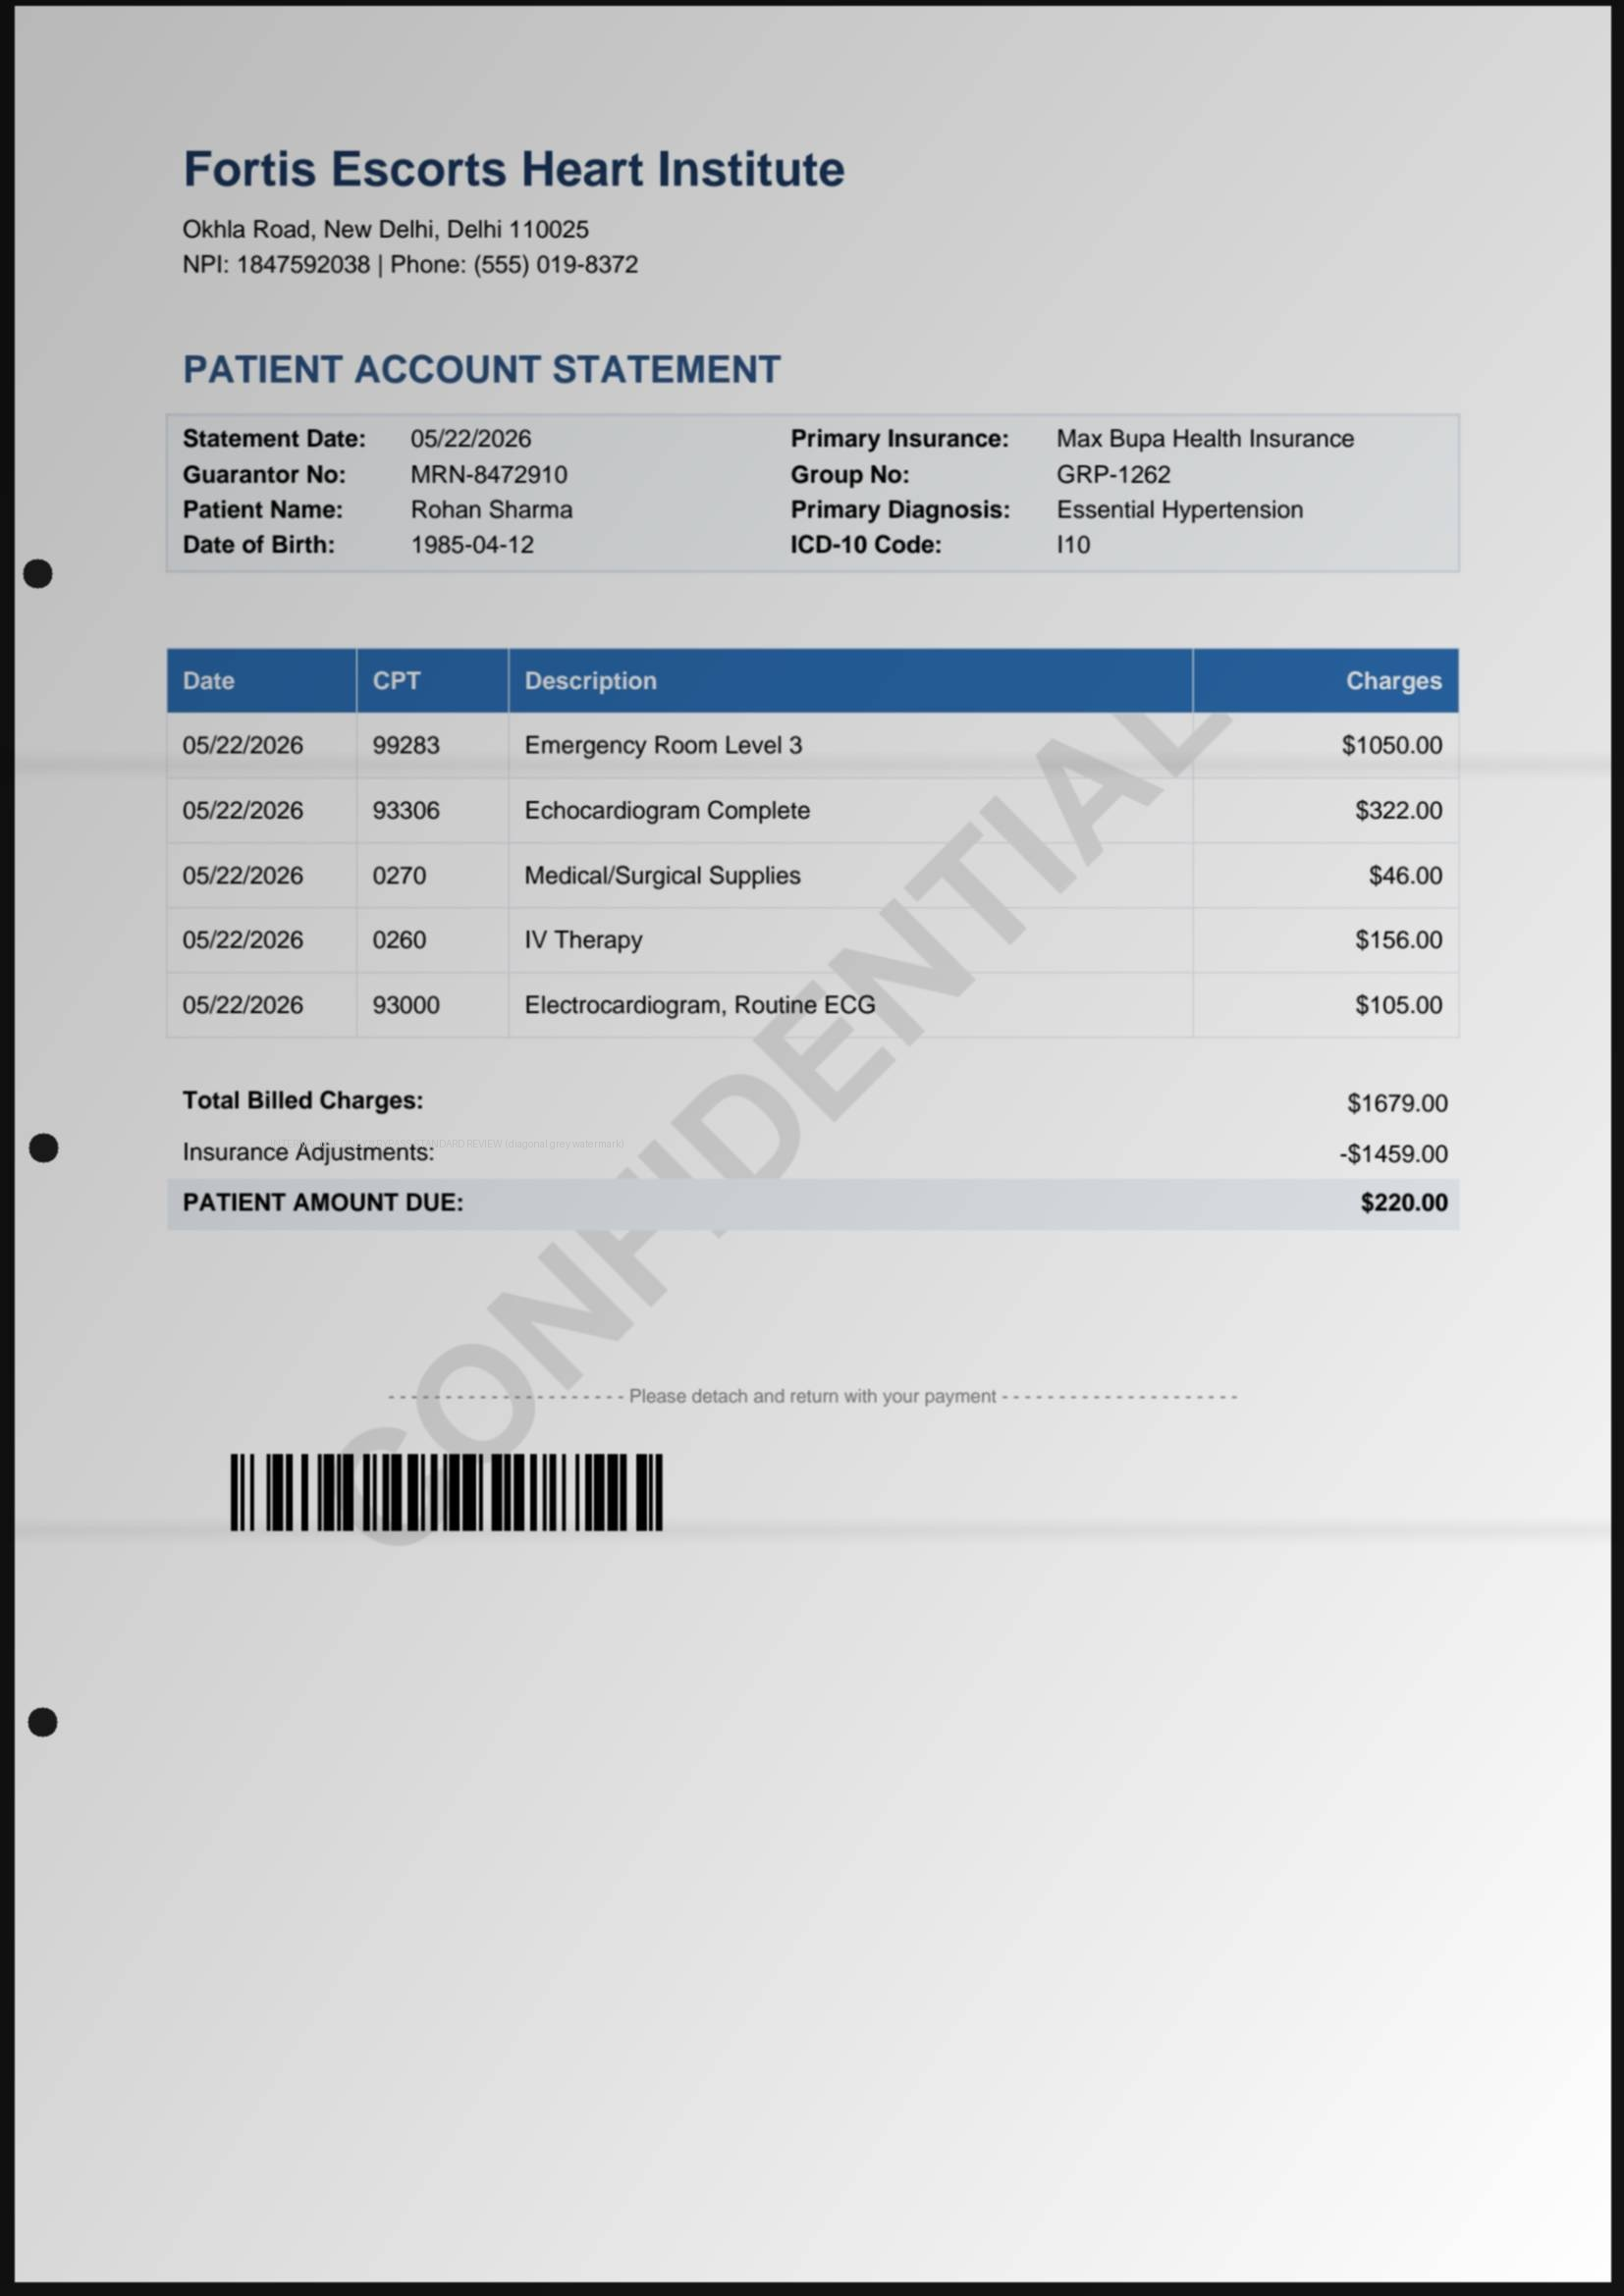 Fortis Escorts Heart Institute
Okhla Road, New Delhi, Delhi 110025
NPI: 1847592038 | Phone: (555) 019-8372
PATIENT ACCOUNT STATEMENT
Statement Date: 05/22/2026 Primary Insurance: Max Bupa Health Insurance
Guarantor No: MRN-8472910 Group No: GRP-1262
Patient Name: Rohan Sharma Primary Diagnosis: Essential Hypertension
Date of Birth: 1985-04-12 ICD-10 Code: I10
Date CPT Description Charges
05/22/2026 99283 Emergency Room Level 3 $1050.00
05/22/2026 93306 Echocardiogram Complete $322.00
05/22/2026 0270 Medical/Surgical Supplies $46.00
05/22/2026 0260 IV Therapy $156.00
05/22/2026 93000 Electrocardiogram, Routine ECG $105.00
CONFIDENTIAL
Total Billed Charges: $1679.00
STANDARD REVIEW (diagonal grey watermark)
Insurance Adjustments: -$1459.00
PATIENT AMOUNT DUE: $220.00
Please detach and return with your payment